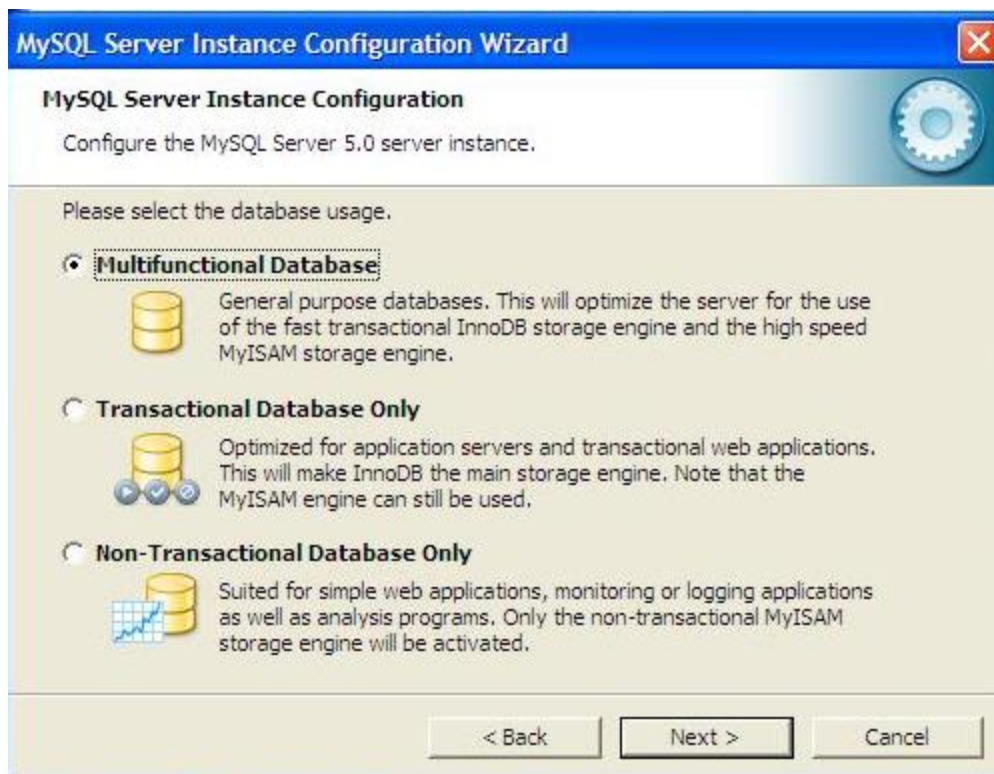 MySQL Server Instance Configuration Wizard
MySQL Server Instance Configuration
Configure the MySQL Server 5.0 server instance.
Please select the database usage.
Multifunctional Database
General purpose databases. This will optimize the server for the use
of the fast transactional InnoDB storage engine and the high speed
MyISAM storage engine.
Transactional Database Only
Optimized for application servers and transactional web applications.
This will make InnoDB the main storage engine. Note that the
MyISAM engine can still be used.
Non-Transactional Database Only
Suited for simple web applications, monitoring or logging applications
as well as analysis programs. Only the non-transactional MyISAM
storage engine will be activated.
< Back Next > Cancel